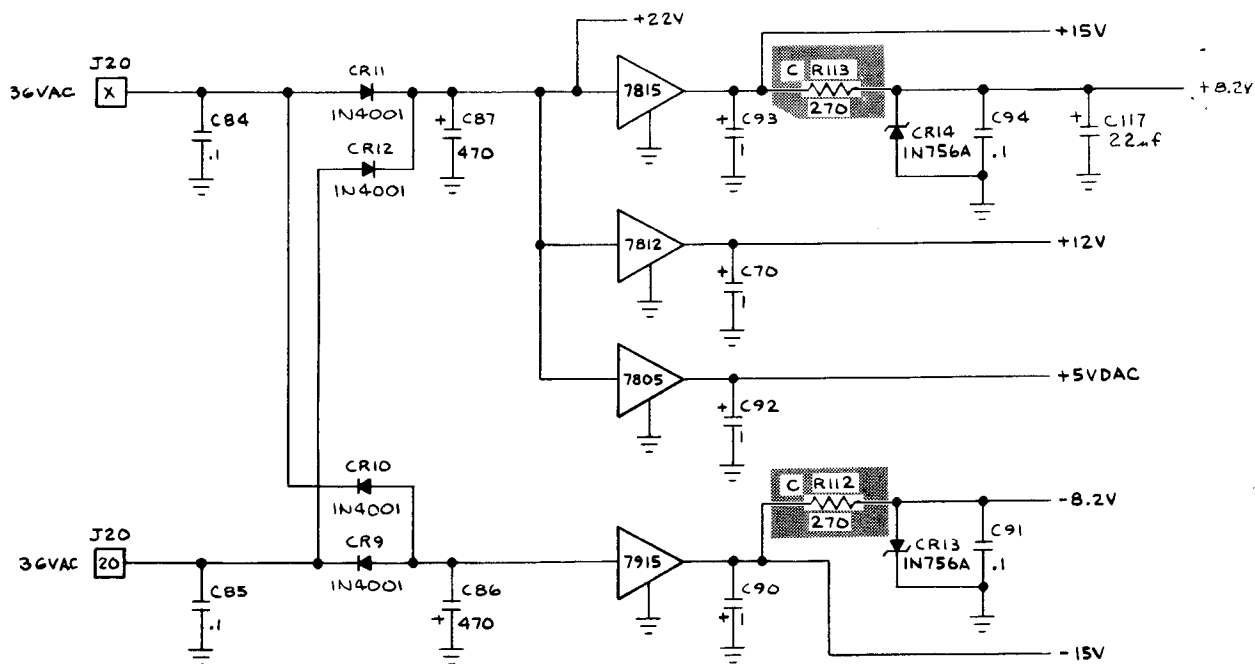 +22V
+15V
J20
36VAC
X
CR11
1N4001
C84
.1
CR12
1N4001
+
C87
470
7815
+
C93
1
C
R113
270
CR14
1N756A
C94
.1
+
C117
22uf
+8.2V
7812
+
C70
1
+12V
7805
+
C92
1
+5VDAC
CR10
1N4001
J20
36VAC
20
CR9
1N4001
C85
.1
C86
+
470
7915
C90
+
1
C
R112
270
CR13
1N756A
C91
.1
-8.2V
-15V